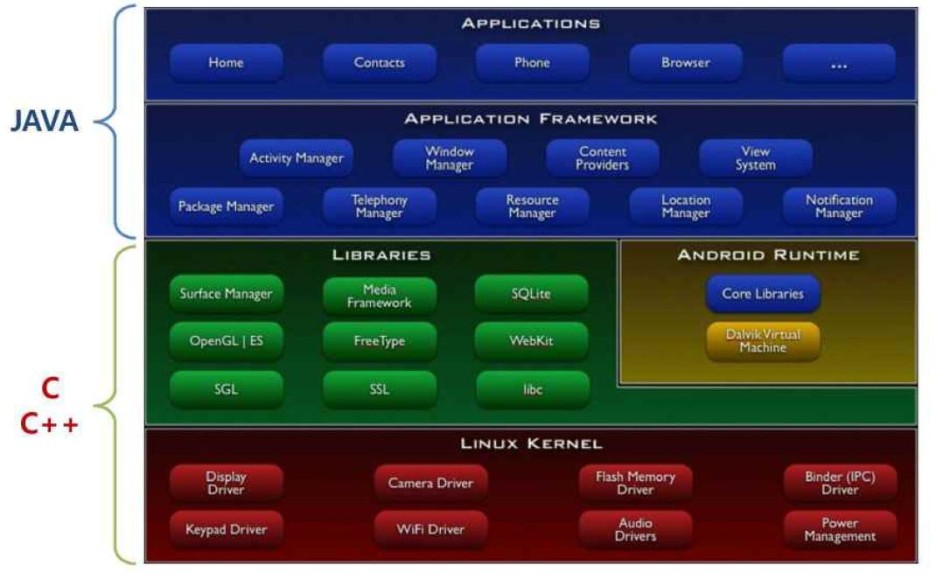 JAVA
APPLICATIONS
Home
Contacts
Phone
Browser
...
APPLICATION FRAMEWORK
Activity Manager
Window
Manager
Content
Providers
View
System
Package Manager
Telephony
Manager
Resource
Manager
Location
Manager
Notification
Manager
C
C++
LIBRARIES
Surface Manager
Media
Framework
SQLite
OpenGL | ES
FreeType
WebKit
SGL
SSL
libc
ANDROID RUNTIME
Core Libraries
Dalvik Virtual
Machine
LINUX KERNEL
Display
Driver
Camera Driver
Flash Memory
Driver
Binder (IPC)
Driver
Keypad Driver
WiFi Driver
Audio
Drivers
Power
Management